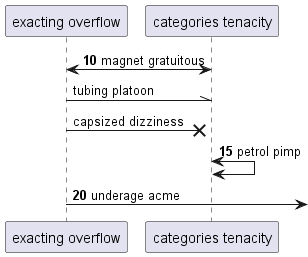 exacting overflow
categories tenacity
10 magnet gratuitous
tubing platoon
capsized dizziness
15 petrol pimp
20 underage acme
exacting overflow
categories tenacity